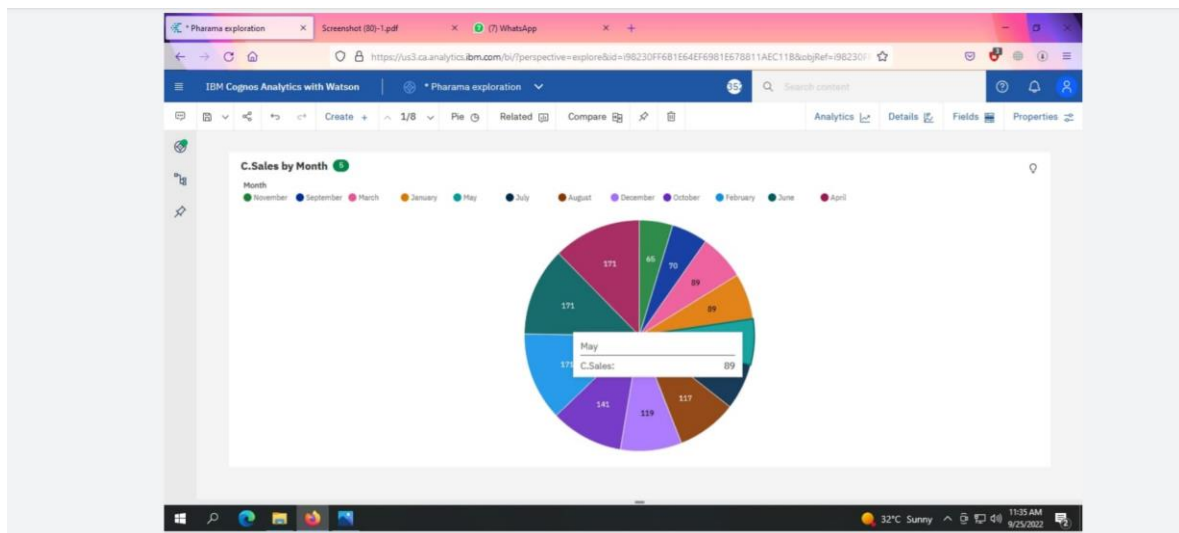 * Pharama exploration × Screenshot (80)-1.pdf × (7) WhatsApp × +
https://us3.ca.analytics.ibm.com/bi/?perspective=explore&id=i98230FF6B1E64EF6981E678811AEC11B&objRef=i98230F
IBM Cognos Analytics with Watson * Pharama exploration Search content
Create + 1/8 Pie Related Compare Analytics Details Fields Properties
C.Sales by Month 5
Month
November September March January May July August December October February June April
171 65 70
89
171 89
May
171 C.Sales: 89
141 119 117
32°C Sunny 11:35 AM
9/25/2022 2